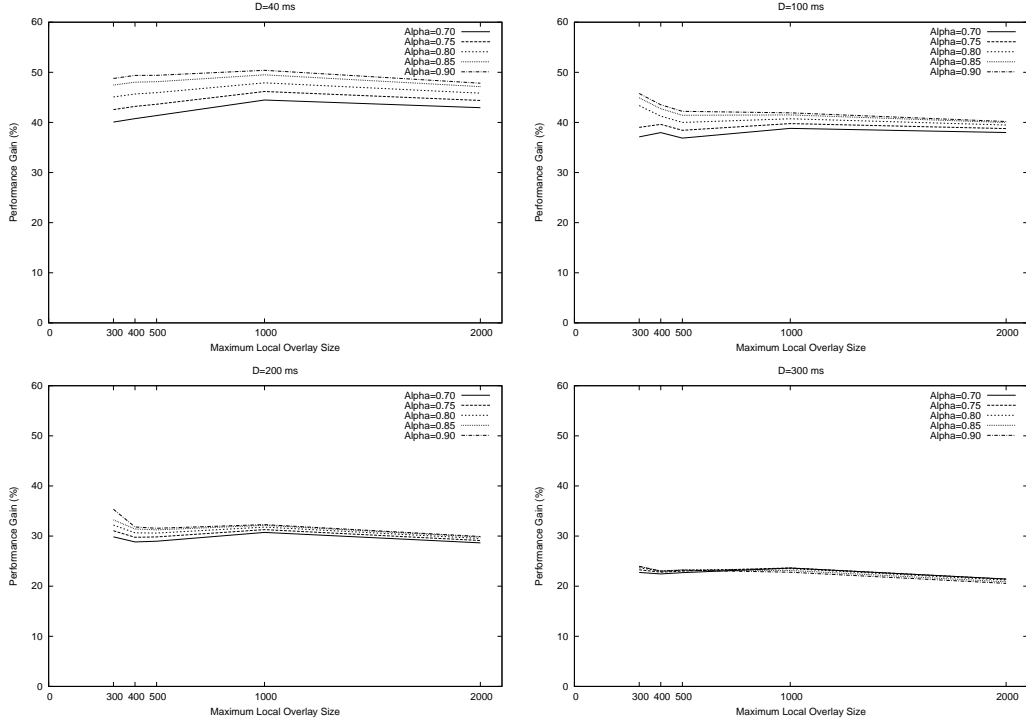 D=40 ms
60
50
40
30
20
10
0
Performance Gain (%)
Alpha=0.70
Alpha=0.75
Alpha=0.80
Alpha=0.85
Alpha=0.90
0 300 400 500 1000 2000
Maximum Local Overlay Size
D=100 ms
60
50
40
30
20
10
0
Performance Gain (%)
Alpha=0.70
Alpha=0.75
Alpha=0.80
Alpha=0.85
Alpha=0.90
0 300 400 500 1000 2000
Maximum Local Overlay Size
D=200 ms
60
50
40
30
20
10
0
Performance Gain (%)
Alpha=0.70
Alpha=0.75
Alpha=0.80
Alpha=0.85
Alpha=0.90
0 300 400 500 1000 2000
Maximum Local Overlay Size
D=300 ms
60
50
40
30
20
10
0
Performance Gain (%)
Alpha=0.70
Alpha=0.75
Alpha=0.80
Alpha=0.85
Alpha=0.90
0 300 400 500 1000 2000
Maximum Local Overlay Size